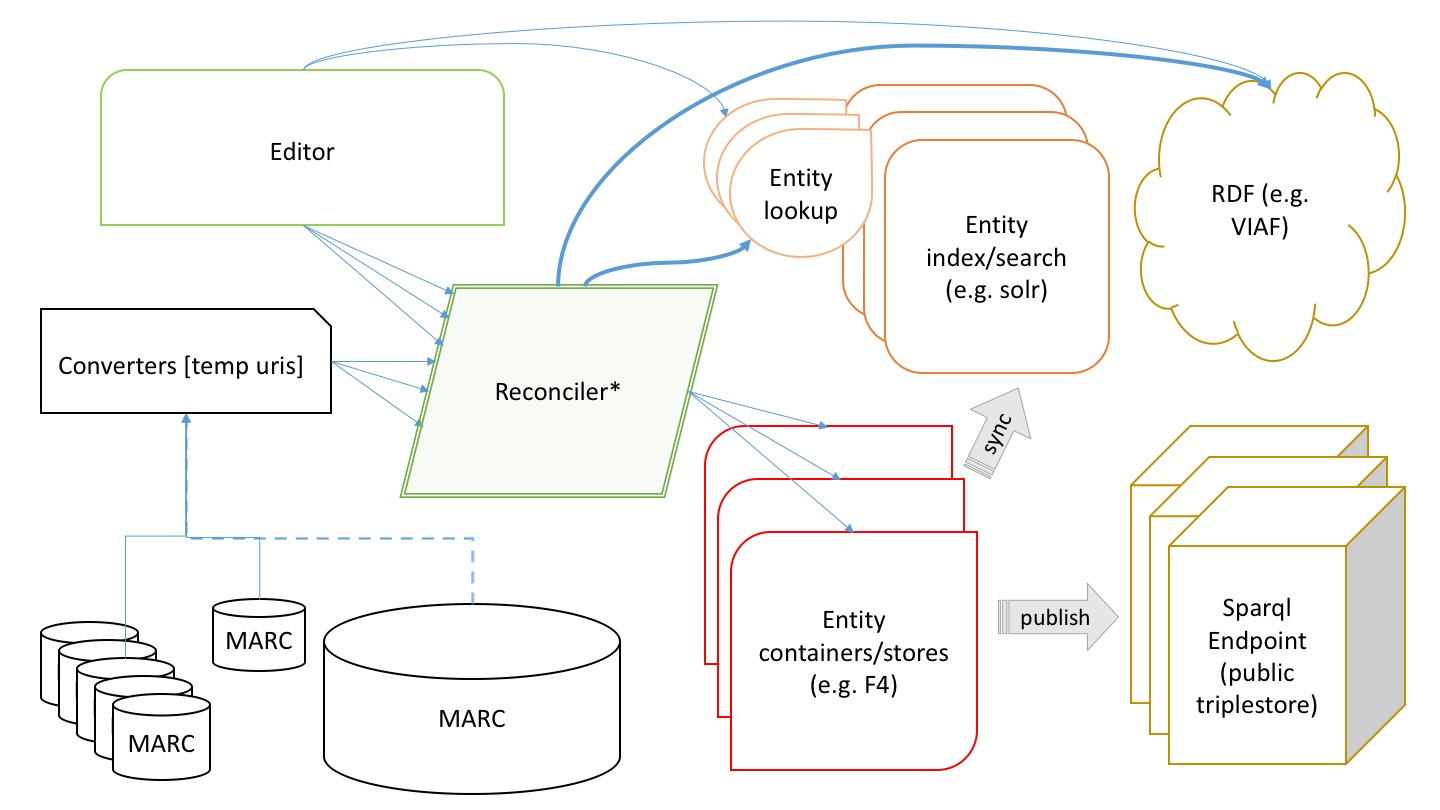 Editor
Entity
lookup
Entity
index/search
(e.g. solr)
RDF (e.g.
VIAF)
Converters [temp uris]
Reconciler*
sync
MARC
MARC
MARC
Entity
containers/stores
(e.g. F4)
publish
Sparql
Endpoint
(public
triplestore)